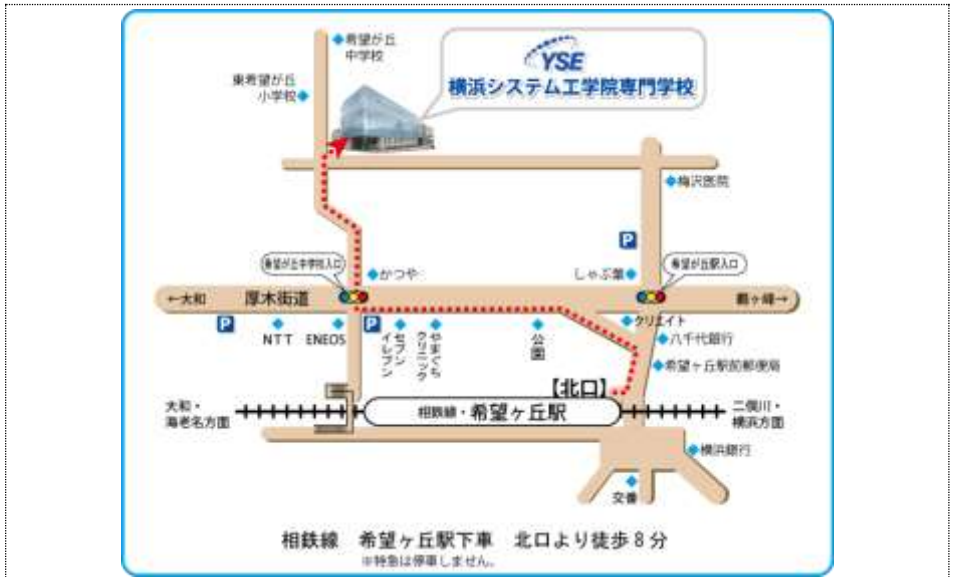 希望が丘
中学校
YSE
横浜システム工学院専門学校
東希望が丘
小学校
梅沢医院
P
希望が丘中学校入口
かつや
しゃぶ葉
希望が丘駅入口
←大和
厚木街道
鶴ヶ峰→
P
NTT
ENEOS
P
セブン
イレブン
やまぐち
クリニック
公園
クリエイト
八千代銀行
希望ヶ丘駅前郵便局
【北口】
大和・
海老名方面
相鉄線・希望ヶ丘駅
二俣川・
横浜方面
横浜銀行
交番
相鉄線　希望ヶ丘駅下車　北口より徒歩8分
※特急は停車しません。